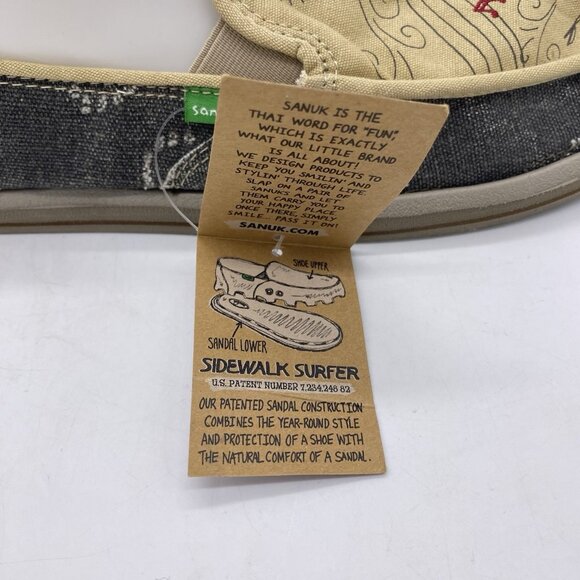 san
SANUK IS THE
THAI WORD FOR "FUN,"
WHICH IS EXACTLY
WHAT OUR LITTLE BRAND
IS ALL ABOUT!
WE DESIGN PRODUCTS TO
KEEP YOU SMILIN' AND
STYLIN' THROUGH LIFE.
SLAP ON A PAIR OF
SANUKS AND LET
THEM CARRY YOU TO
YOUR HAPPY PLACE.
ONCE THERE, SIMPLY
SMILE... PASS IT ON!
SANUK.COM
SHOE UPPER
SANDAL LOWER
SIDEWALK SURFER
U.S. PATENT NUMBER 7,234,246 B2
OUR PATENTED SANDAL CONSTRUCTION
COMBINES THE YEAR-ROUND STYLE
AND PROTECTION OF A SHOE WITH
THE NATURAL COMFORT OF A SANDAL.